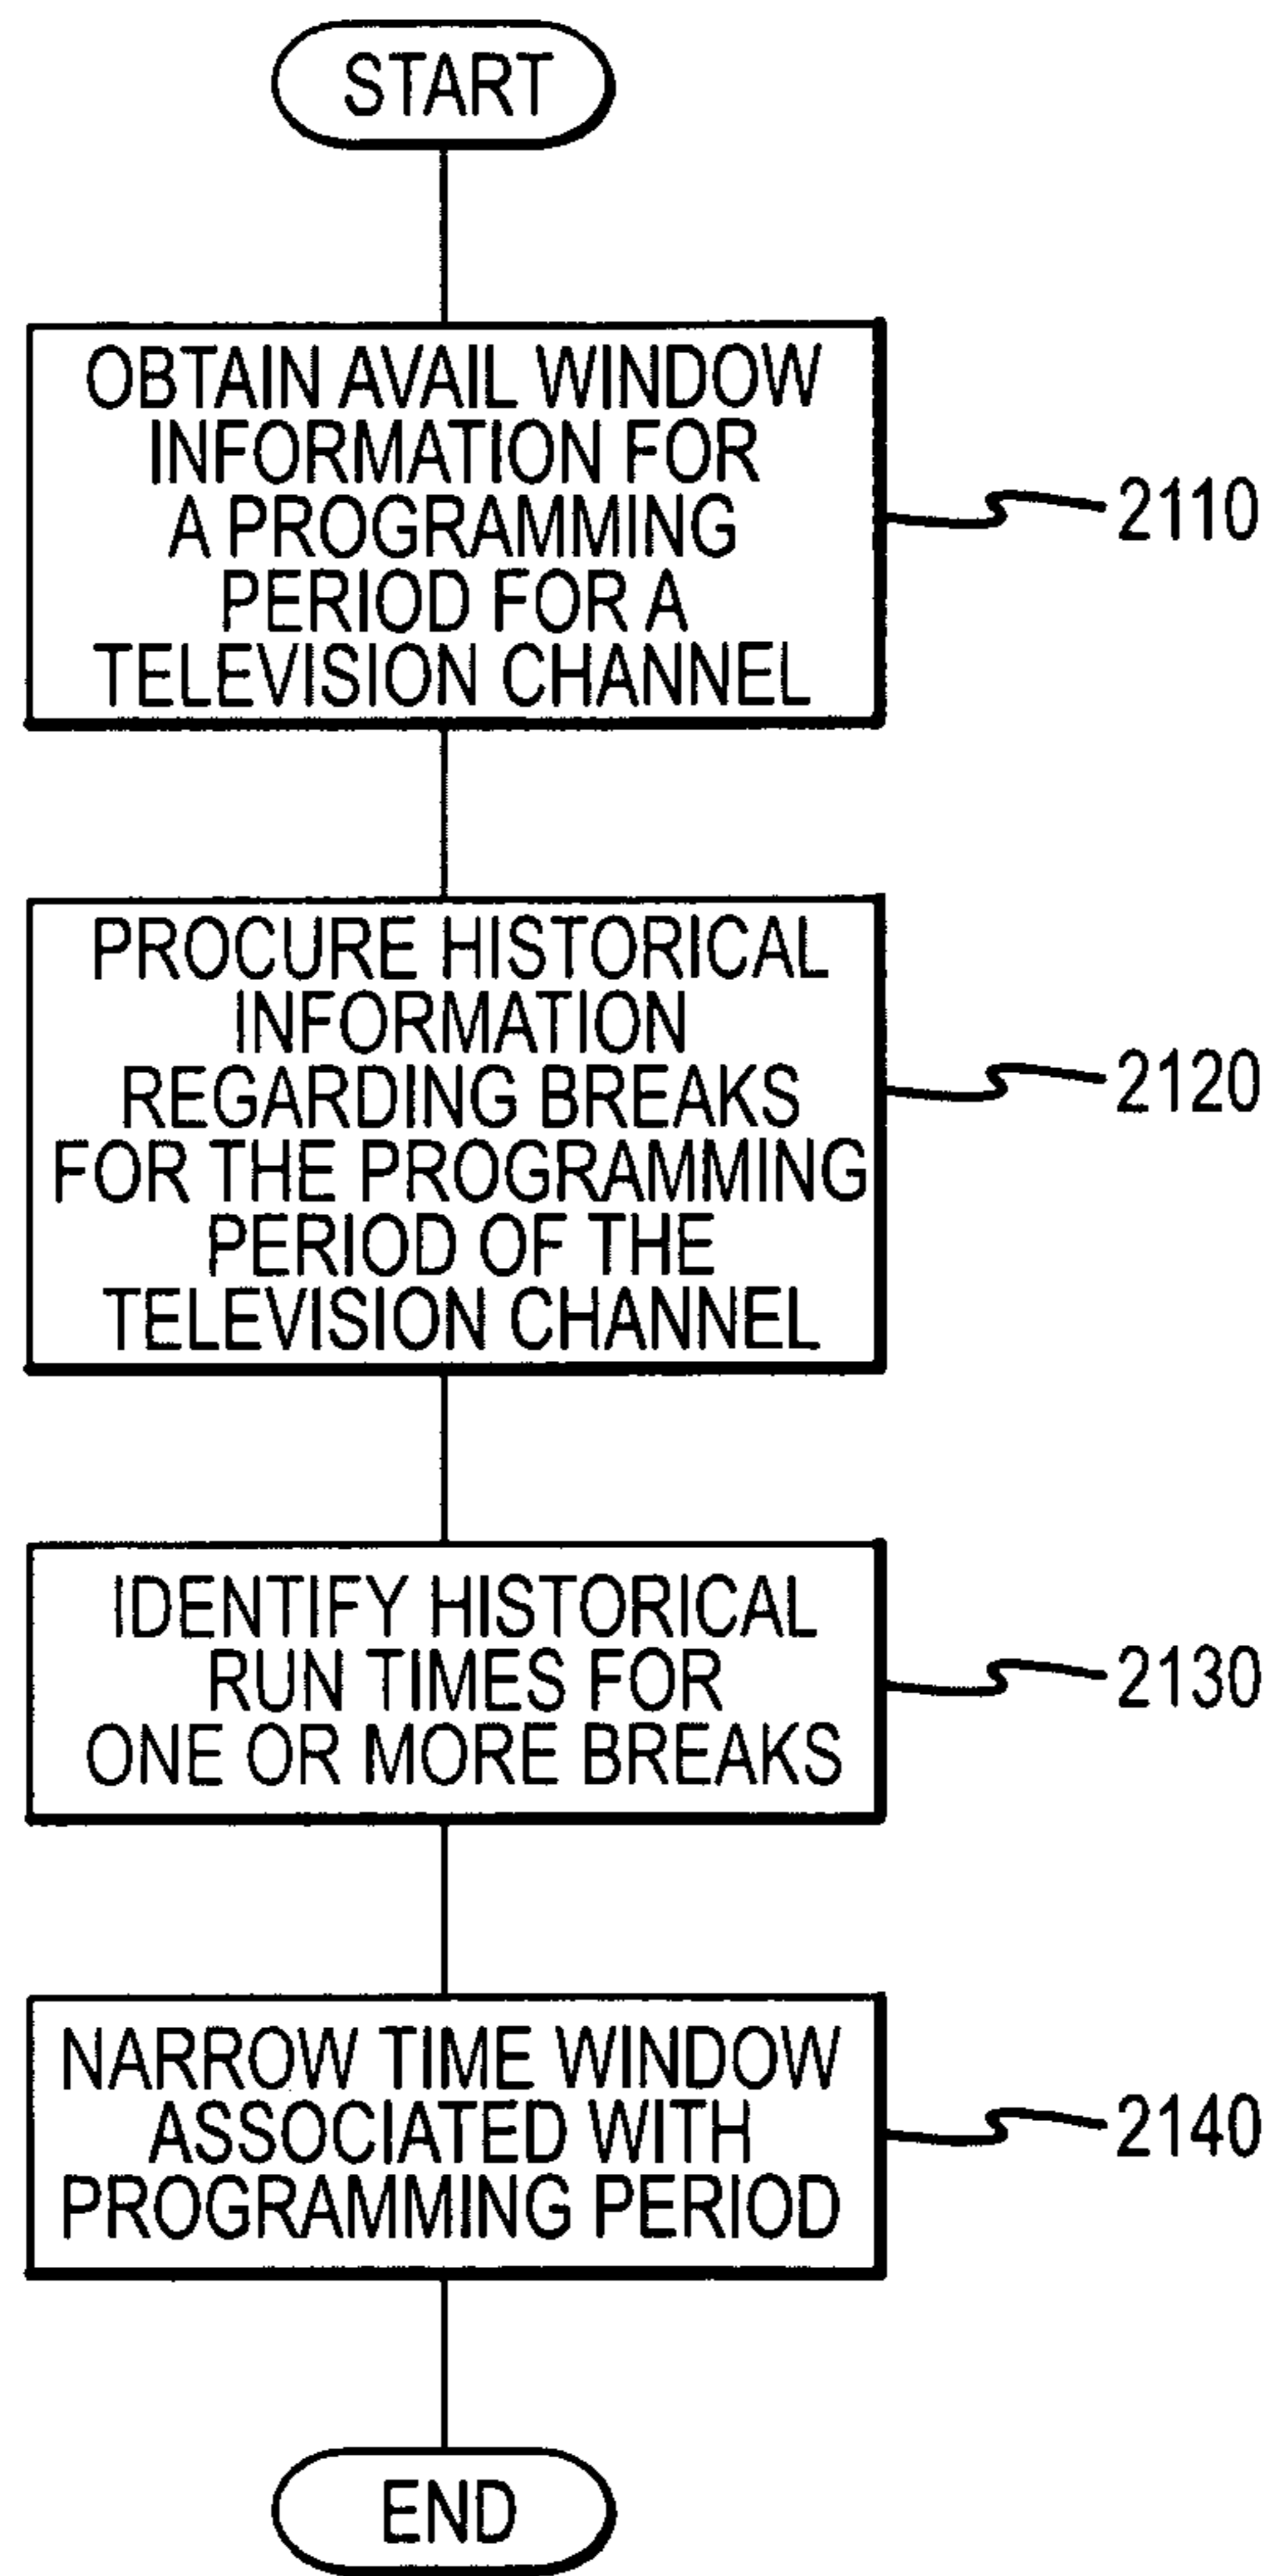 START
OBTAIN AVAIL WINDOW
INFORMATION FOR
A PROGRAMMING
PERIOD FOR A
TELEVISION CHANNEL
2110
PROCURE HISTORICAL
INFORMATION
REGARDING BREAKS
FOR THE PROGRAMMING
PERIOD OF THE
TELEVISION CHANNEL
2120
IDENTIFY HISTORICAL
RUN TIMES FOR
ONE OR MORE BREAKS
2130
NARROW TIME WINDOW
ASSOCIATED WITH
PROGRAMMING PERIOD
2140
END